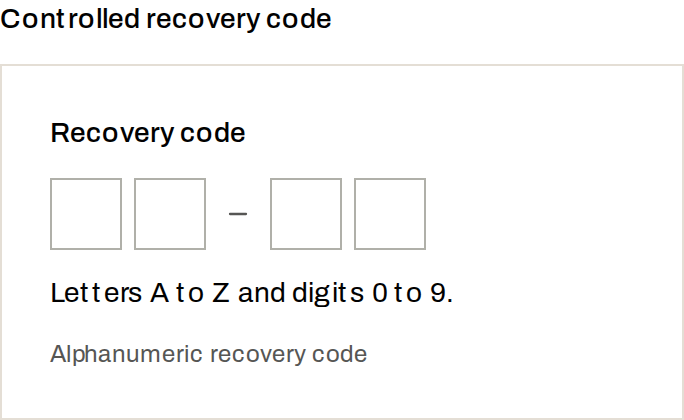 Controlled recovery code
Recovery code
–
Letters A to Z and digits 0 to 9.
Alphanumeric recovery code